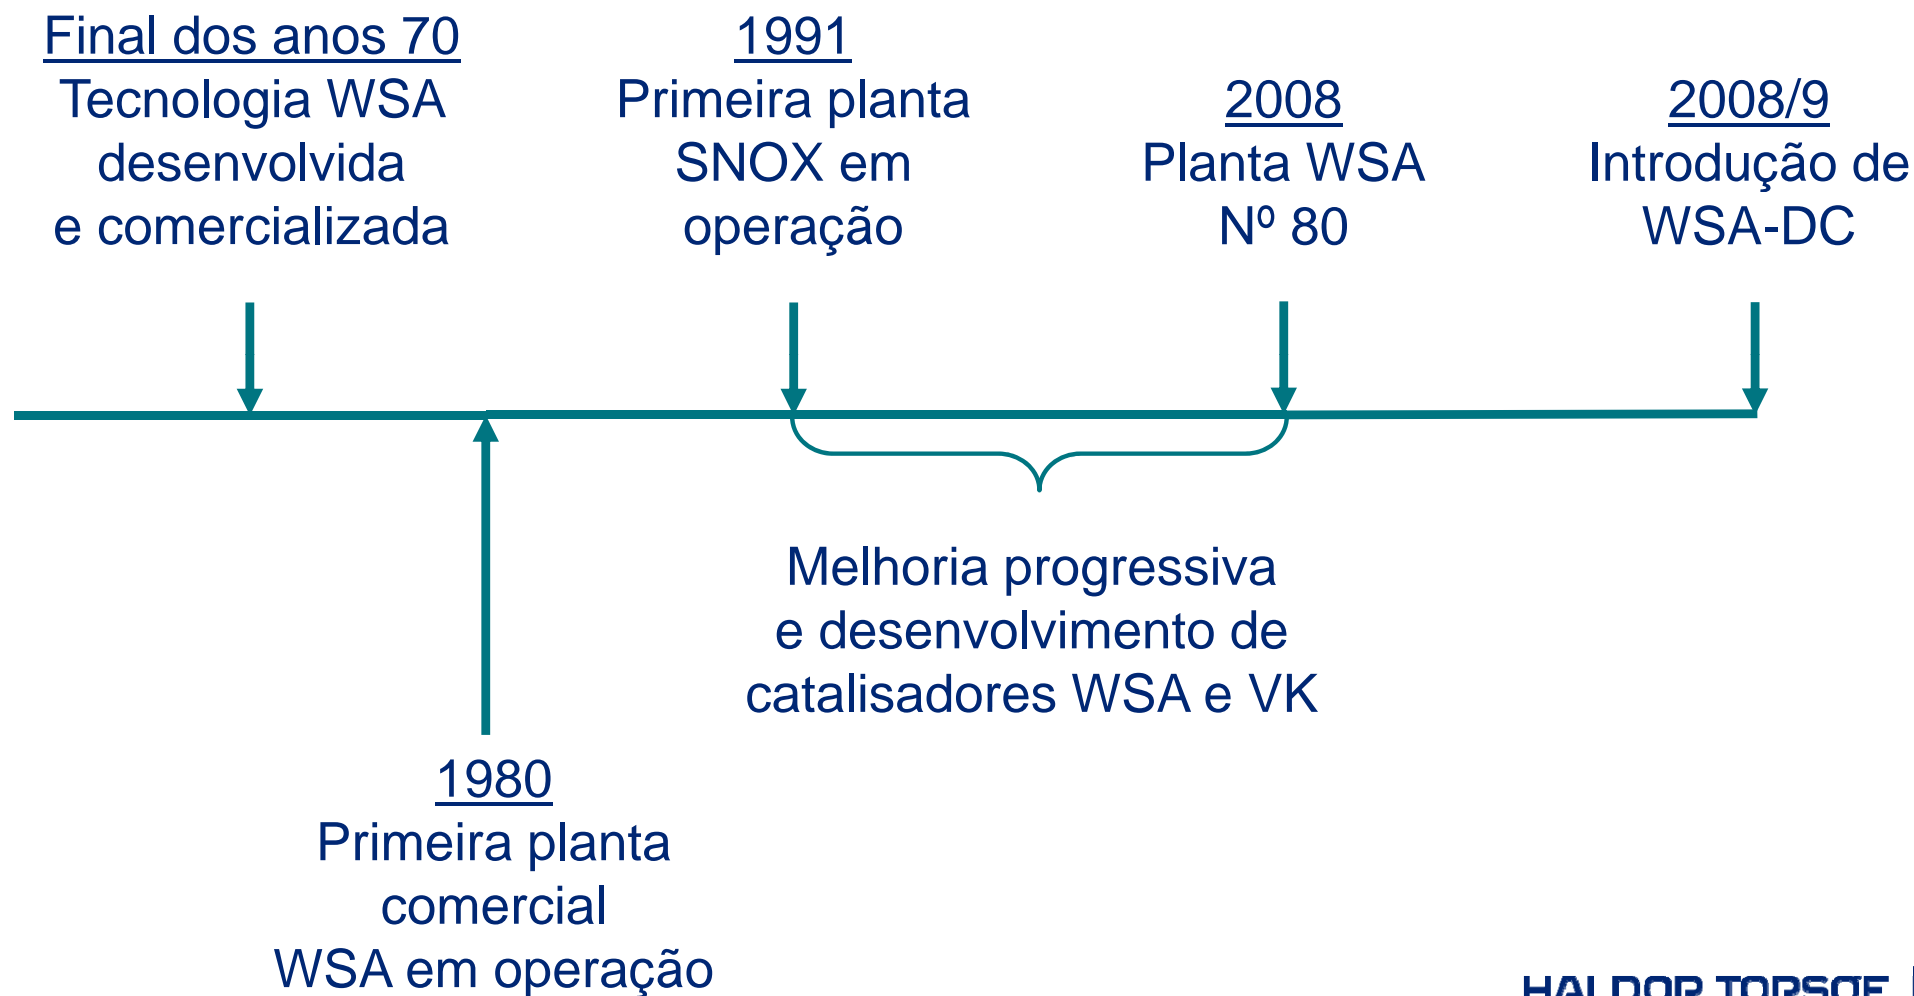 Final dos anos 70
Tecnologia WSA
desenvolvida
e comercializada
1991
Primeira planta
SNOX em
operação
2008
Planta WSA
Nº 80
2008/9
Introdução de
WSA-DC
Melhoria progressiva
e desenvolvimento de
catalisadores WSA e VK
1980
Primeira planta
comercial
WSA em operação
HALDOR TOPSØE